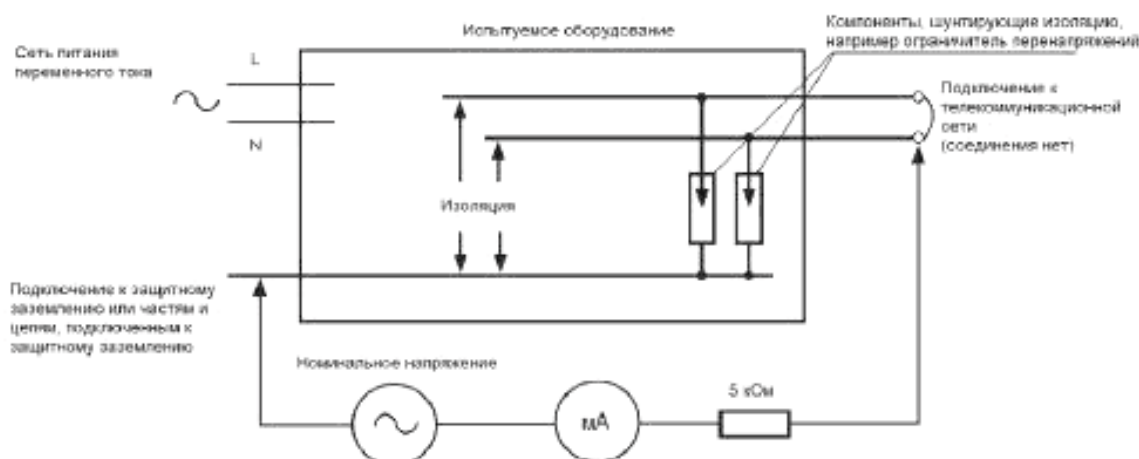 Испытуемое оборудование
Компоненты, шунтирующие изоляцию,
например ограничитель перенапряжений
Сеть питания
переменного тока
L
N
Подключение к
телекоммуникационной
сети
(соединения нет)
Изоляция
Подключение к защитному
заземлению или частям и
цепям, подключенным к
защитному заземлению
Номинальное напряжение
мА
5 кОм